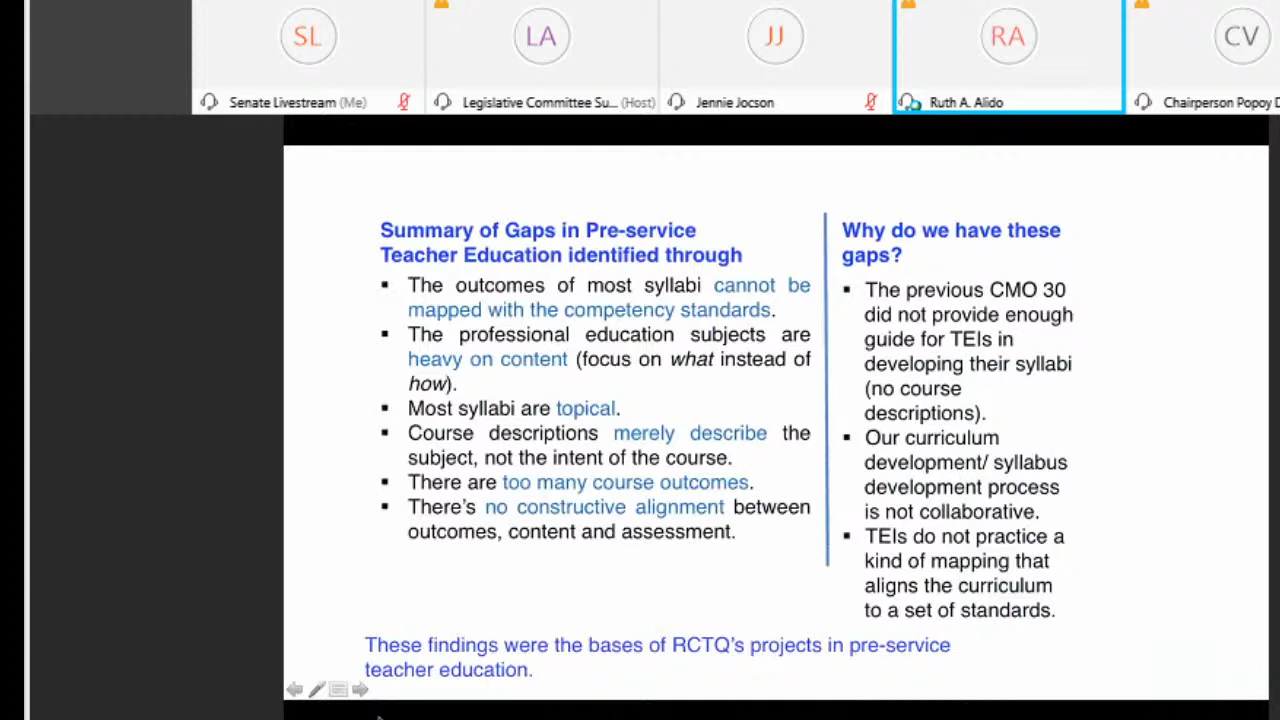 SL
LA
JJ
RA
CV
Senate Livestream (Me)
Legislative Committee Su... (Host)
Jennie Jocson
Ruth A. Alido
Chairperson Popoy D
Summary of Gaps in Pre-service
Teacher Education identified through
▪ The outcomes of most syllabi cannot be
mapped with the competency standards.
▪ The professional education subjects are
heavy on content (focus on what instead of
how).
▪ Most syllabi are topical.
▪ Course descriptions merely describe the
subject, not the intent of the course.
▪ There are too many course outcomes.
▪ There's no constructive alignment between
outcomes, content and assessment.
Why do we have these
gaps?
▪ The previous CMO 30
did not provide enough
guide for TEIs in
developing their syllabi
(no course
descriptions).
▪ Our curriculum
development/ syllabus
development process
is not collaborative.
▪ TEIs do not practice a
kind of mapping that
aligns the curriculum
to a set of standards.
These findings were the bases of RCTQ's projects in pre-service
teacher education.